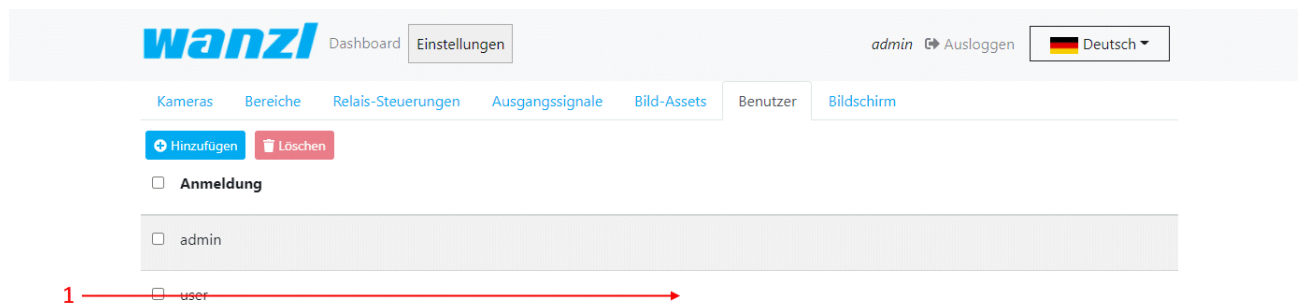 wanzl Dashboard Einstellungen admin Ausloggen Deutsch
Kameras Bereiche Relais-Steuerungen Ausgangssignale Bild-Assets Benutzer Bildschirm
Hinzufügen Löschen
Anmeldung
admin
1 user